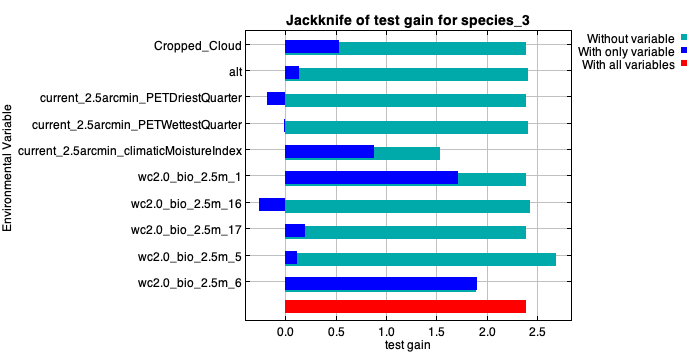 Jackknife of test gain for species_3
Without variable
With only variable
With all variables
Environmental Variable
Cropped_Cloud
alt
current_2.5arcmin_PETDriestQuarter
current_2.5arcmin_PETWettestQuarter
current_2.5arcmin_climaticMoistureIndex
wc2.0_bio_2.5m_1
wc2.0_bio_2.5m_16
wc2.0_bio_2.5m_17
wc2.0_bio_2.5m_5
wc2.0_bio_2.5m_6
0.0 0.5 1.0 1.5 2.0 2.5
test gain